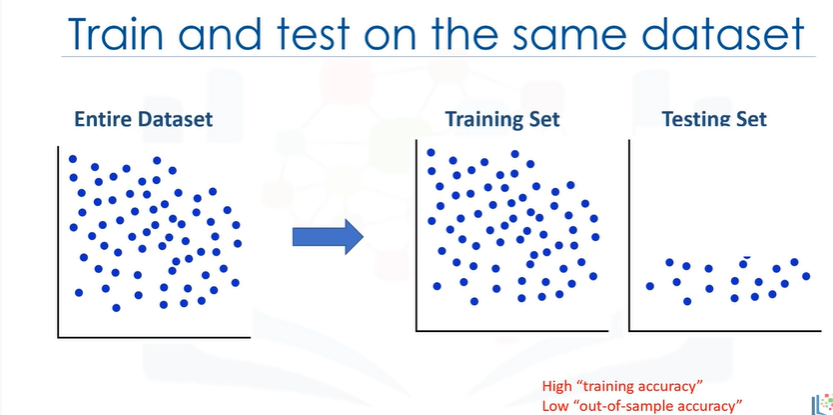 Train and test on the same dataset
Entire Dataset
Training Set
Testing Set
High “training accuracy”
Low “out-of-sample accuracy”